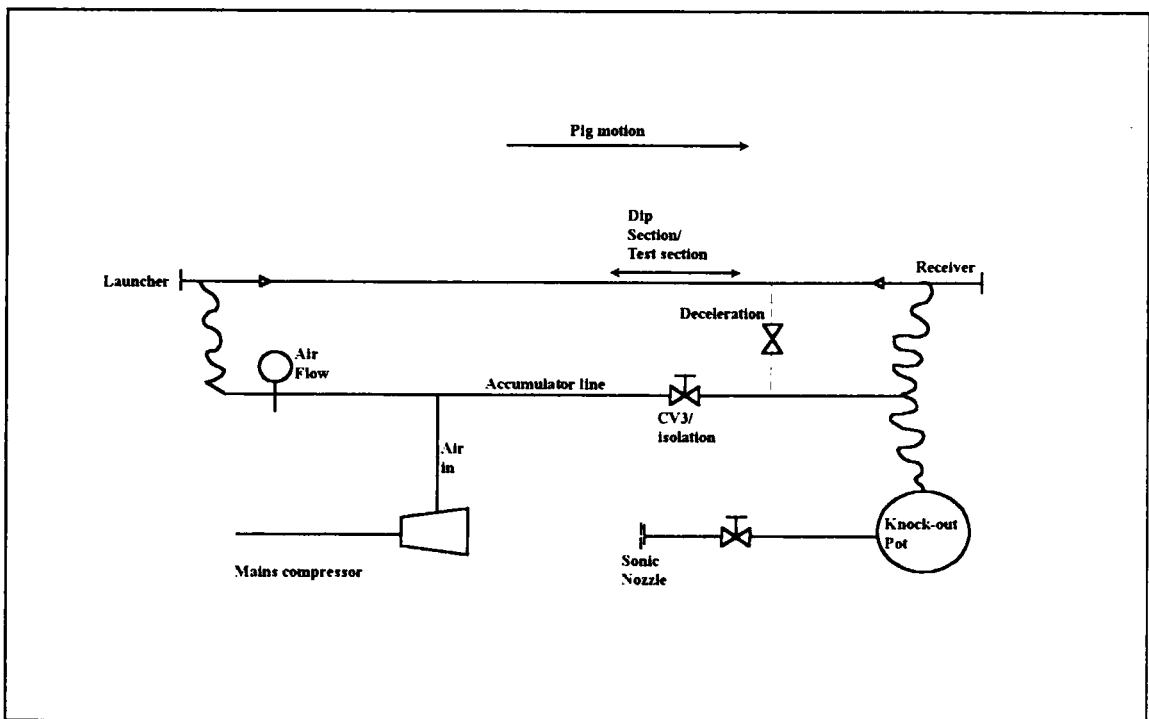 Pig motion
Dip
Section/
Test section
Launcher
Receiver
Deceleration
Air
Flow
Accumulator line
CV3/
isolation
Air
in
Knock-out
Pot
Sonic
Nozzle
Mains compressor